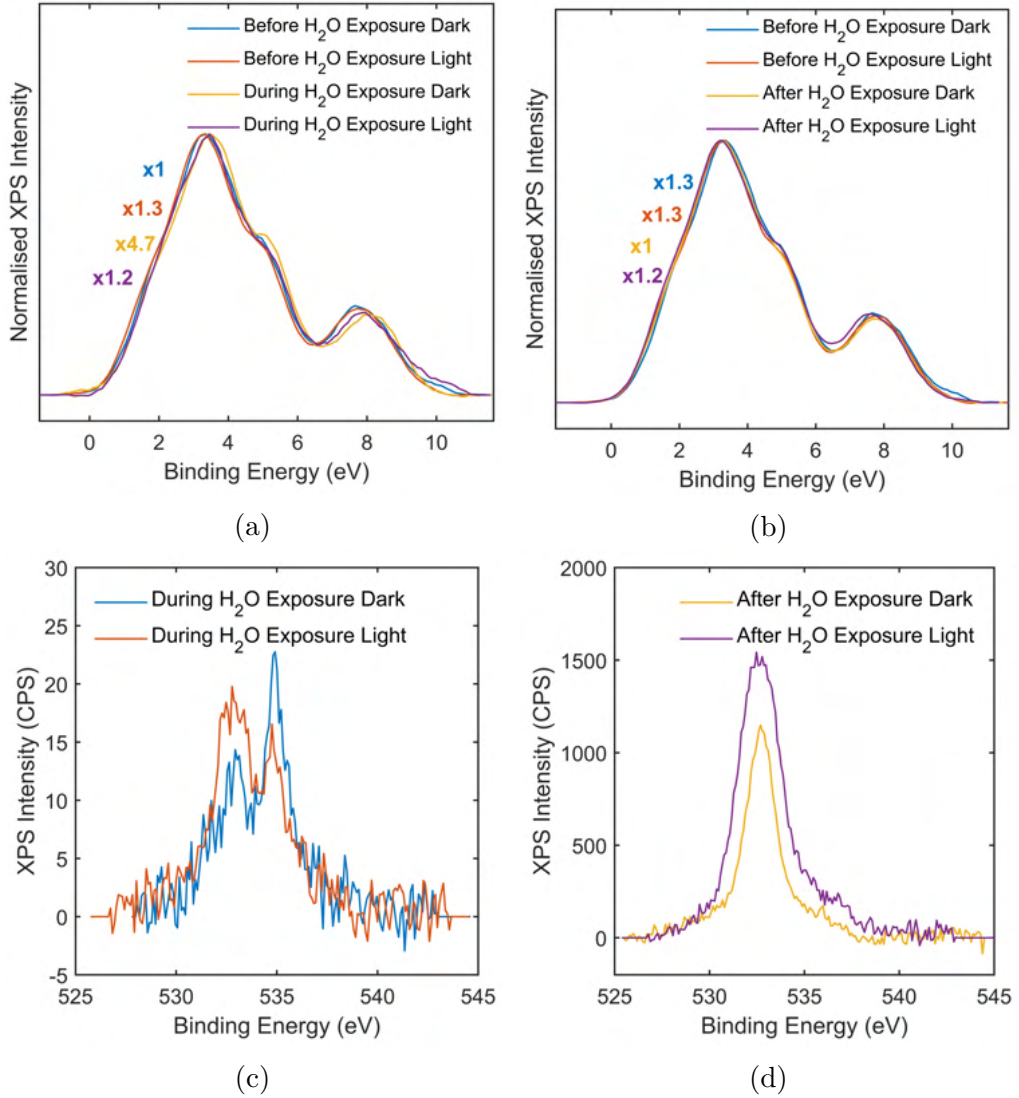 Before H₂O Exposure Dark
Before H₂O Exposure Light
During H₂O Exposure Dark
During H₂O Exposure Light
x1
x1.3
x4.7
x1.2
Normalised XPS Intensity
0 2 4 6 8 10
Binding Energy (eV)
(a)
Before H₂O Exposure Dark
Before H₂O Exposure Light
After H₂O Exposure Dark
After H₂O Exposure Light
x1.3
x1.3
x1
x1.2
Normalised XPS Intensity
0 2 4 6 8 10
Binding Energy (eV)
(b)
During H₂O Exposure Dark
During H₂O Exposure Light
30
25
20
15
10
5
0
-5
XPS Intensity (CPS)
525 530 535 540 545
Binding Energy (eV)
(c)
After H₂O Exposure Dark
After H₂O Exposure Light
2000
1500
1000
500
0
XPS Intensity (CPS)
525 530 535 540 545
Binding Energy (eV)
(d)